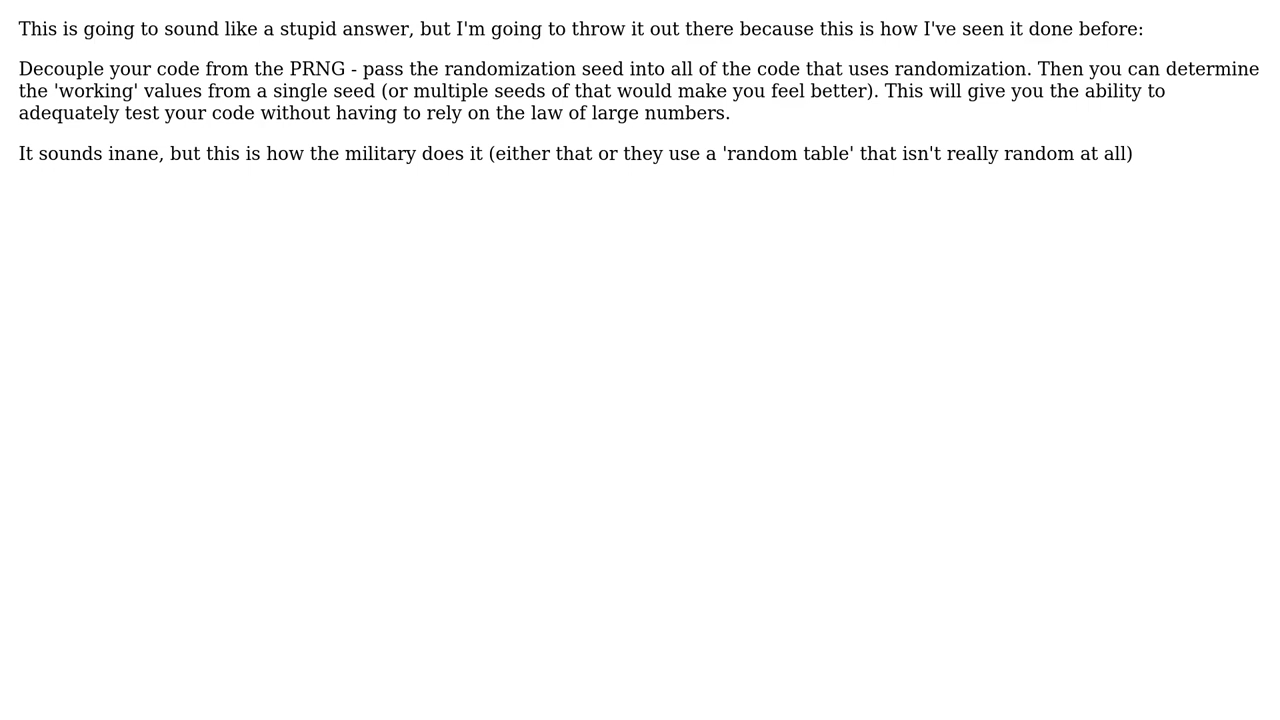 This is going to sound like a stupid answer, but I'm going to throw it out there because this is how I've seen it done before:
Decouple your code from the PRNG - pass the randomization seed into all of the code that uses randomization. Then you can determine
the 'working' values from a single seed (or multiple seeds of that would make you feel better). This will give you the ability to
adequately test your code without having to rely on the law of large numbers.
It sounds inane, but this is how the military does it (either that or they use a 'random table' that isn't really random at all)